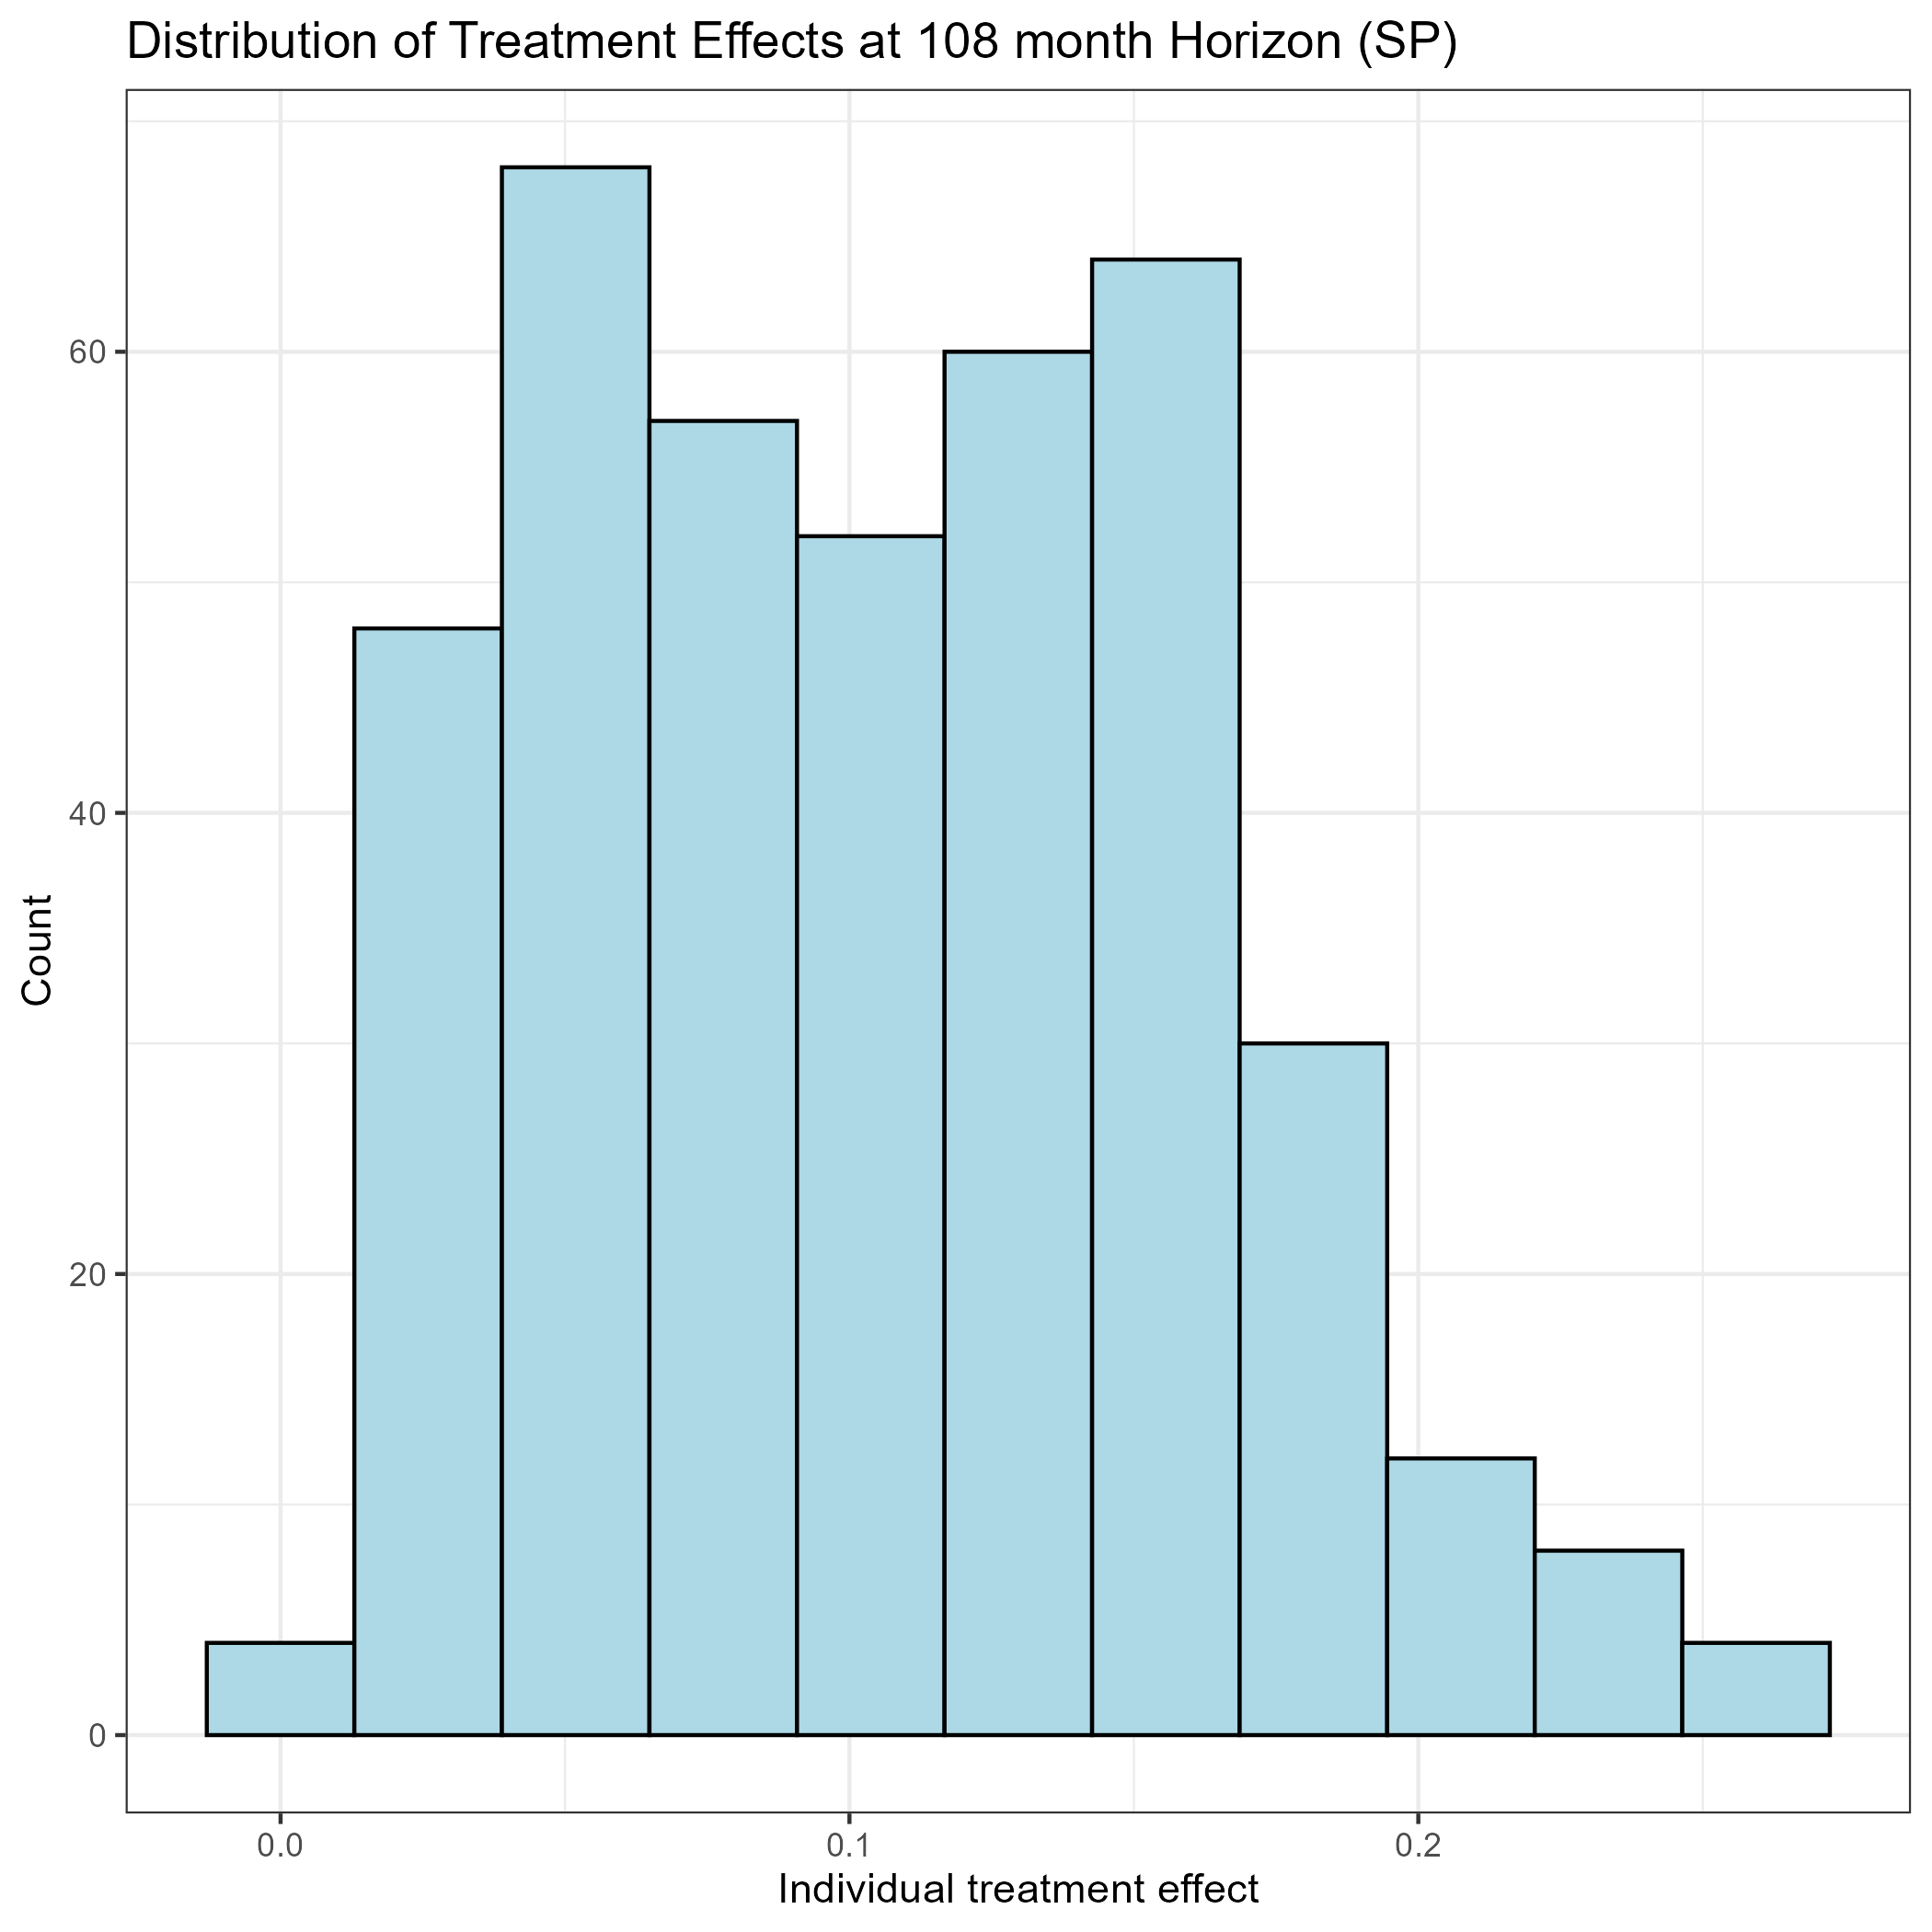 Distribution of Treatment Effects at 108 month Horizon (SP)
60
40
20
0
Count
0.0 0.1 0.2
Individual treatment effect